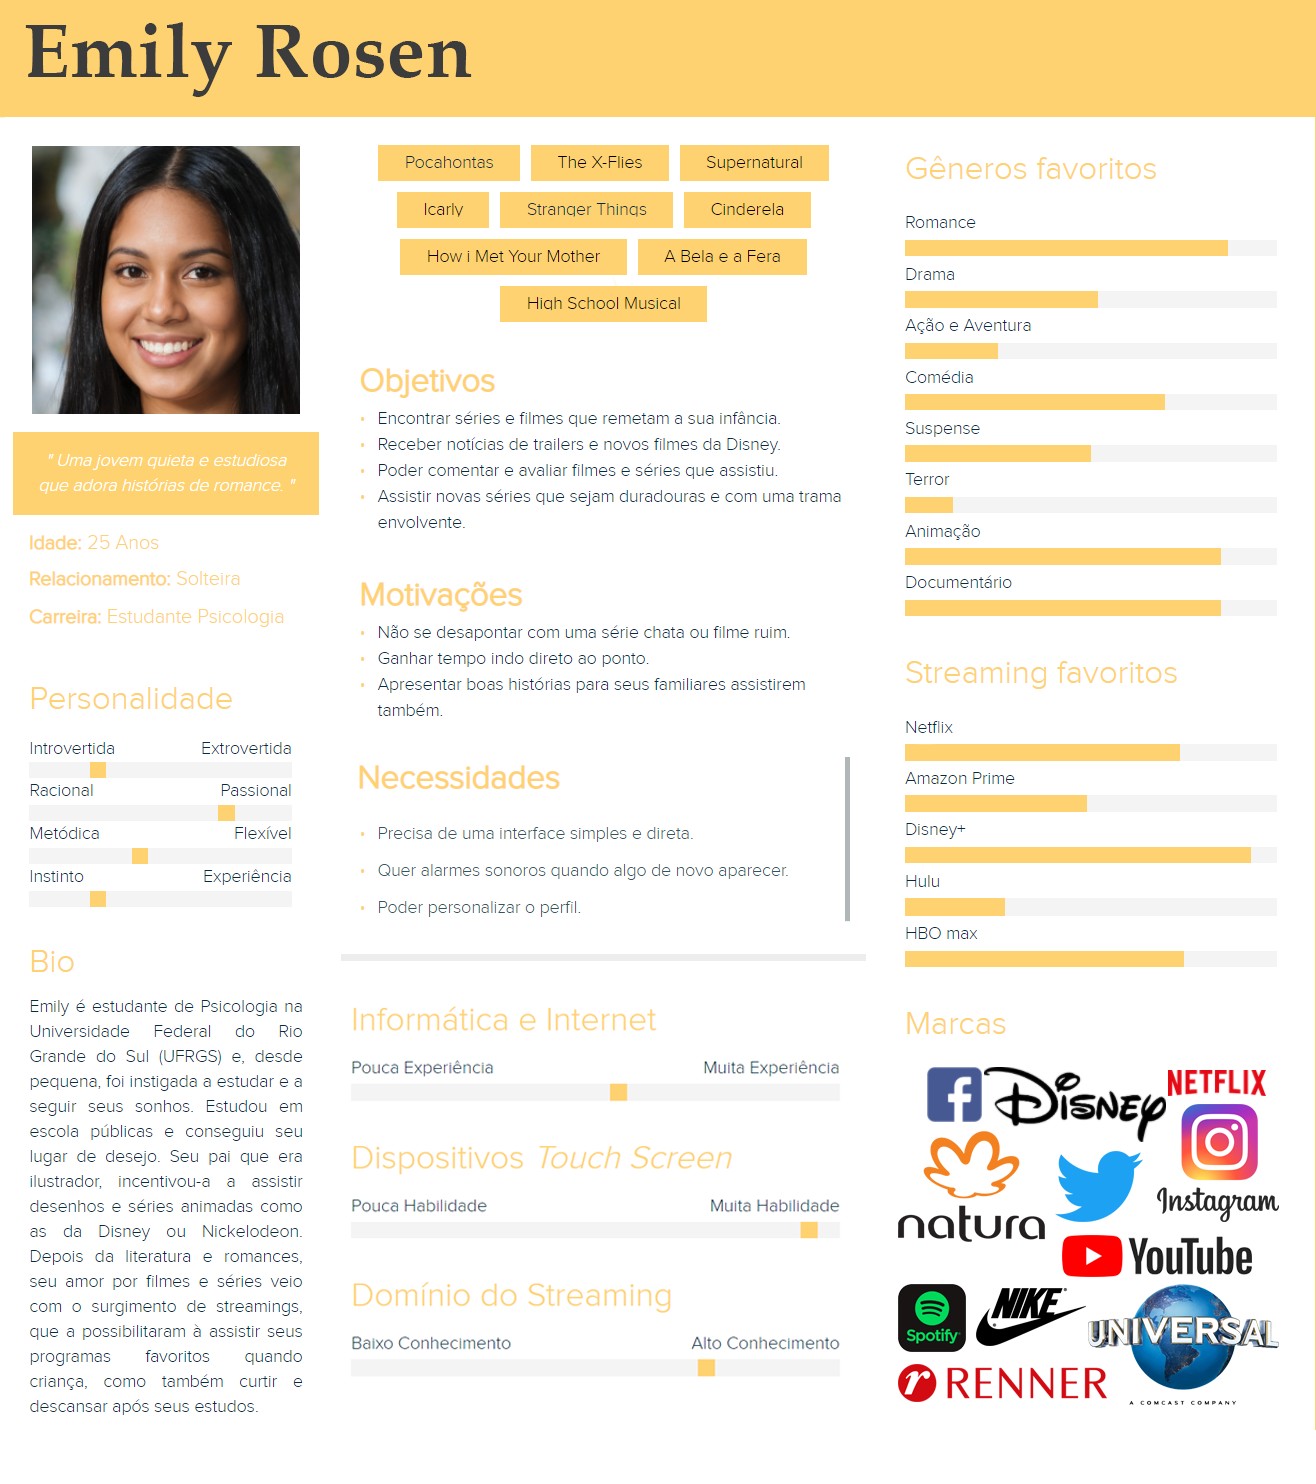 Emily Rosen
" Uma jovem quieta e estudiosa
que adora histórias de romance. "
Idade: 25 Anos
Relacionamento: Solteira
Carreira: Estudante Psicologia
Personalidade
Introvertida Extrovertida
Racional Passional
Metódica Flexível
Instinto Experiência
Bio
Emily é estudante de Psicologia na
Universidade Federal do Rio
Grande do Sul (UFRGS) e, desde
pequena, foi instigada a estudar e a
seguir seus sonhos. Estudou em
escola públicas e conseguiu seu
lugar de desejo. Seu pai que era
ilustrador, incentivou-a a assistir
desenhos e séries animadas como
as da Disney ou Nickelodeon.
Depois da literatura e romances,
seu amor por filmes e séries veio
com o surgimento de streamings,
que a possibilitaram à assistir seus
programas favoritos quando
criança, como também curtir e
descansar após seus estudos.
Pocahontas The X-Flies Supernatural
Icarly Stranger Things Cinderela
How i Met Your Mother A Bela e a Fera
High School Musical
Objetivos
• Encontrar séries e filmes que remetam a sua infância.
• Receber notícias de trailers e novos filmes da Disney.
• Poder comentar e avaliar filmes e séries que assistiu.
• Assistir novas séries que sejam duradouras e com uma trama
envolvente.
Motivações
• Não se desapontar com uma série chata ou filme ruim.
• Ganhar tempo indo direto ao ponto.
• Apresentar boas histórias para seus familiares assistirem
também.
Necessidades
• Precisa de uma interface simples e direta.
• Quer alarmes sonoros quando algo de novo aparecer.
• Poder personalizar o perfil.
Informática e Internet
Pouca Experiência Muita Experiência
Dispositivos Touch Screen
Pouca Habilidade Muita Habilidade
Domínio do Streaming
Baixo Conhecimento Alto Conhecimento
Gêneros favoritos
Romance
Drama
Ação e Aventura
Comédia
Suspense
Terror
Animação
Documentário
Streaming favoritos
Netflix
Amazon Prime
Disney+
Hulu
HBO max
Marcas
f Disney NETFLIX
natura Instagram
YouTube
Spotify NIKE UNIVERSAL
r RENNER
A COMCAST COMPANY